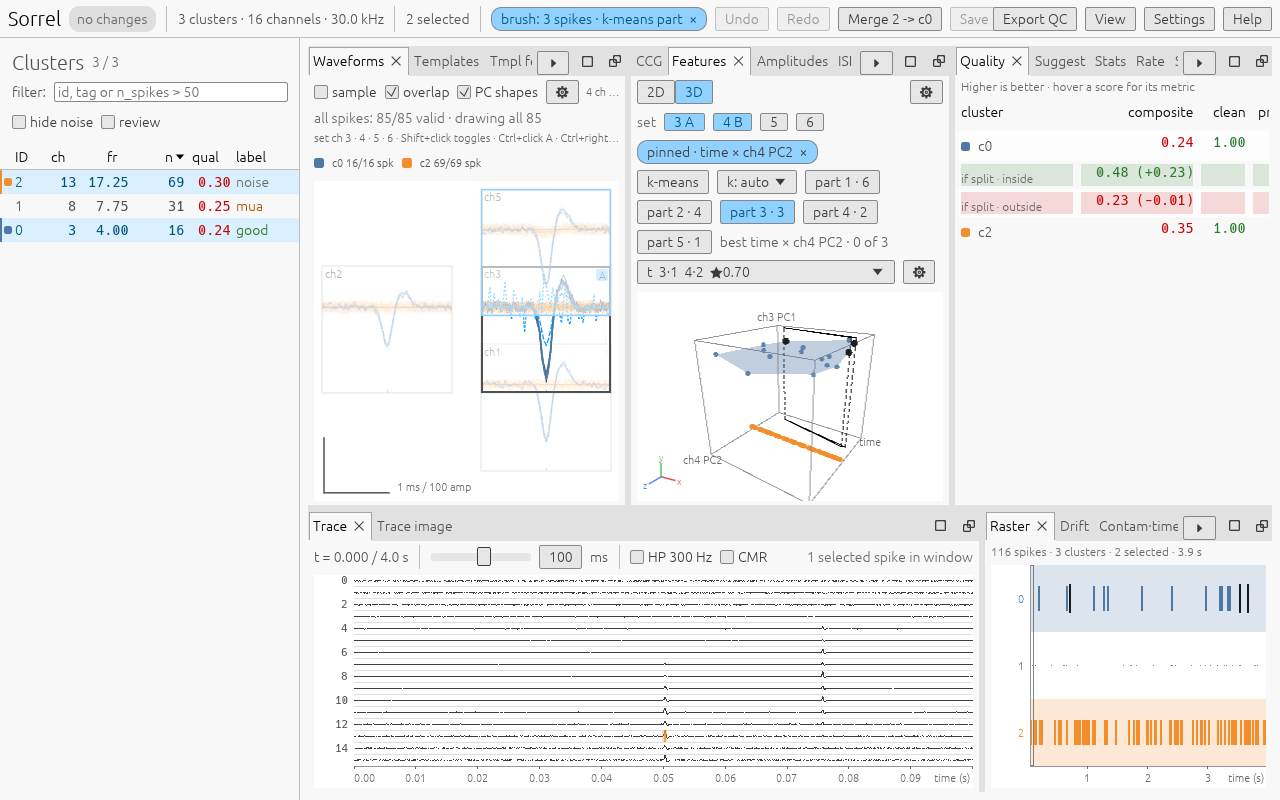 Sorrel no changes 3 clusters · 16 channels · 30.0 kHz 2 selected brush: 3 spikes · k-means part × Undo Redo Merge 2 -> c0 Save Export QC View Settings Help
Clusters 3 / 3
filter: id, tag or n_spikes > 50
hide noise review
ID ch fr n qual label
2 13 17.25 69 0.30 noise
1 8 7.75 31 0.25 mua
0 3 4.00 16 0.24 good
Waveforms Templates Tmpl f
sample overlap PC shapes 4 ch …
all spikes: 85/85 valid · drawing all 85
set ch 3 · 4 · 5 · 6 · Shift+click toggles · Ctrl+click A · Ctrl+right…
c0 16/16 spk c2 69/69 spk
ch5
ch2
ch3 A
ch1
1 ms / 100 amp
CCG Features Amplitudes ISI
2D 3D
set 3 A 4 B 5 6
pinned · time × ch4 PC2 ×
k-means k: auto part 1 · 6
part 2 · 4 part 3 · 3 part 4 · 2
part 5 · 1 best time × ch4 PC2 · 0 of 3
t 3·1 4·2 ★0.70
ch3 PC1
time
ch4 PC2
y
x
z
Quality Suggest Stats Rate
Higher is better · hover a score for its metric
cluster composite clean pr
c0 0.24 1.00
if split · inside 0.48 (+0.23)
if split · outside 0.23 (−0.01)
c2 0.35 1.00
Trace Trace image
t = 0.000 / 4.0 s 100 ms HP 300 Hz CMR 1 selected spike in window
0
2
4
6
8
10
12
14
0.00 0.01 0.02 0.03 0.04 0.05 0.06 0.07 0.08 0.09 time (s)
Raster Drift Contam-time
116 spikes · 3 clusters · 2 selected · 3.9 s
0
1
2
1 2 3 time (s)